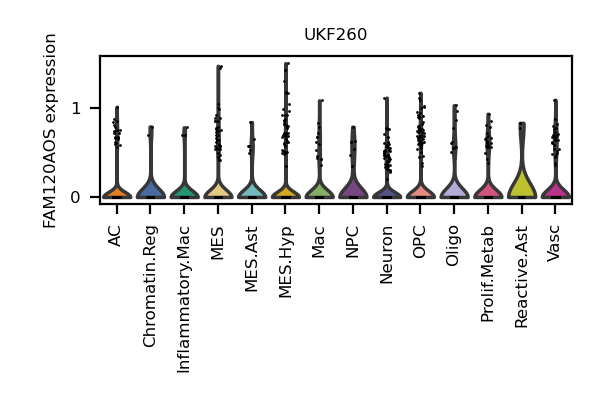 UKF260
FAM120AOS expression
1
0
AC
Chromatin.Reg
Inflammatory.Mac
MES
MES.Ast
MES.Hyp
Mac
NPC
Neuron
OPC
Oligo
Prolif.Metab
Reactive.Ast
Vasc